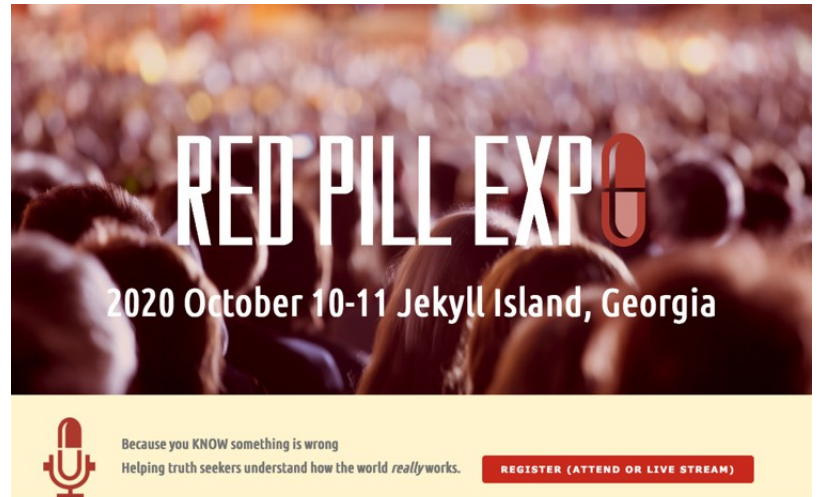 RED PILL EXPO
2020 October 10-11 Jekyll Island, Georgia
Because you KNOW something is wrong
Helping truth seekers understand how the world really works.
REGISTER (ATTEND OR LIVE STREAM)